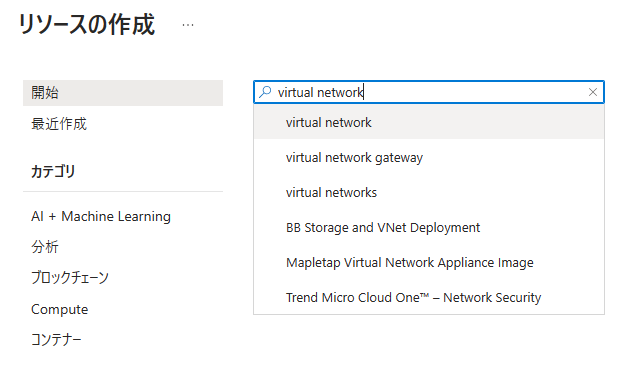 リソースの作成 …
開始
最近作成
カテゴリ
AI + Machine Learning
分析
ブロックチェーン
Compute
コンテナー
virtual network
virtual network
virtual network gateway
virtual networks
BB Storage and VNet Deployment
Mapletap Virtual Network Appliance Image
Trend Micro Cloud One™ – Network Security